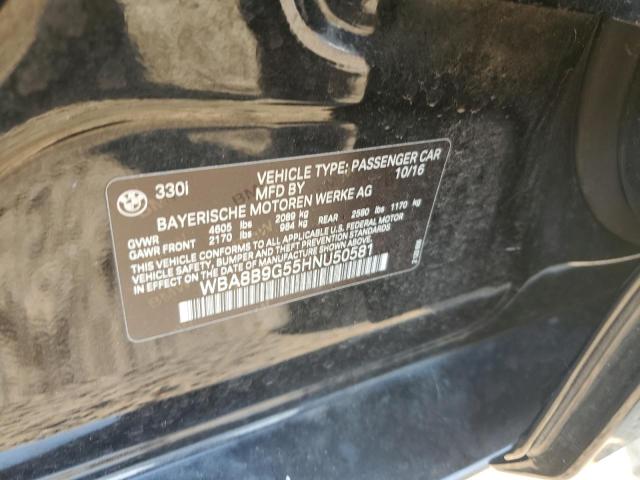 330i
VEHICLE TYPE: PASSENGER CAR
MFD BY 10/16
BAYERISCHE MOTOREN WERKE AG
GVWR 4605 lbs 2089 kg
GAWR FRONT 2170 lbs 984 kg REAR 2580 lbs 1170 kg
THIS VEHICLE CONFORMS TO ALL APPLICABLE U.S. FEDERAL MOTOR
VEHICLE SAFETY, BUMPER, AND THEFT PREVENTION STANDARDS
IN EFFECT ON THE DATE OF MANUFACTURE SHOWN ABOVE.
WBA8B9G55HNU50581